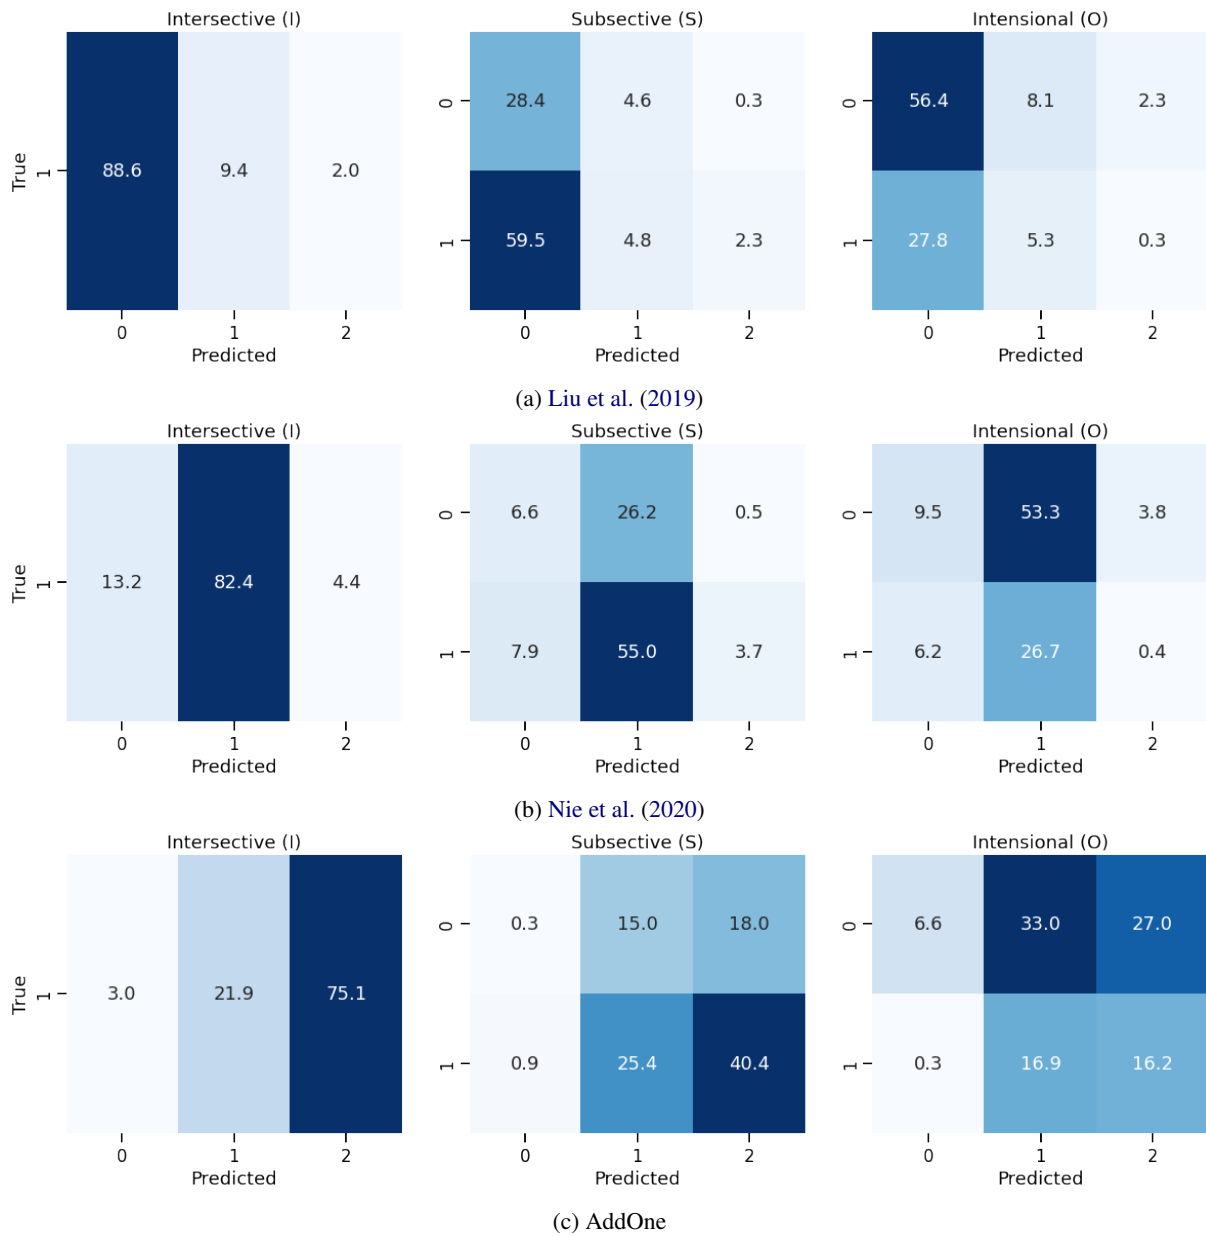 Intersective (I) Subsective (S) Intensional (O)
0 28.4 4.6 0.3 0 56.4 8.1 2.3
True 1 88.6 9.4 2.0
1 59.5 4.8 2.3 1 27.8 5.3 0.3
0 1 2 0 1 2 0 1 2
Predicted Predicted Predicted
(a) Liu et al. (2019)
Intersective (I) Subsective (S) Intensional (O)
0 6.6 26.2 0.5 0 9.5 53.3 3.8
True 1 13.2 82.4 4.4
1 7.9 55.0 3.7 1 6.2 26.7 0.4
0 1 2 0 1 2 0 1 2
Predicted Predicted Predicted
(b) Nie et al. (2020)
Intersective (I) Subsective (S) Intensional (O)
0 0.3 15.0 18.0 0 6.6 33.0 27.0
True 1 3.0 21.9 75.1
1 0.9 25.4 40.4 1 0.3 16.9 16.2
0 1 2 0 1 2 0 1 2
Predicted Predicted Predicted
(c) AddOne